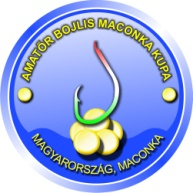 AMATŐR BOJLIS MACONKA KUPA
MAGYARORSZÁG, MACONKA